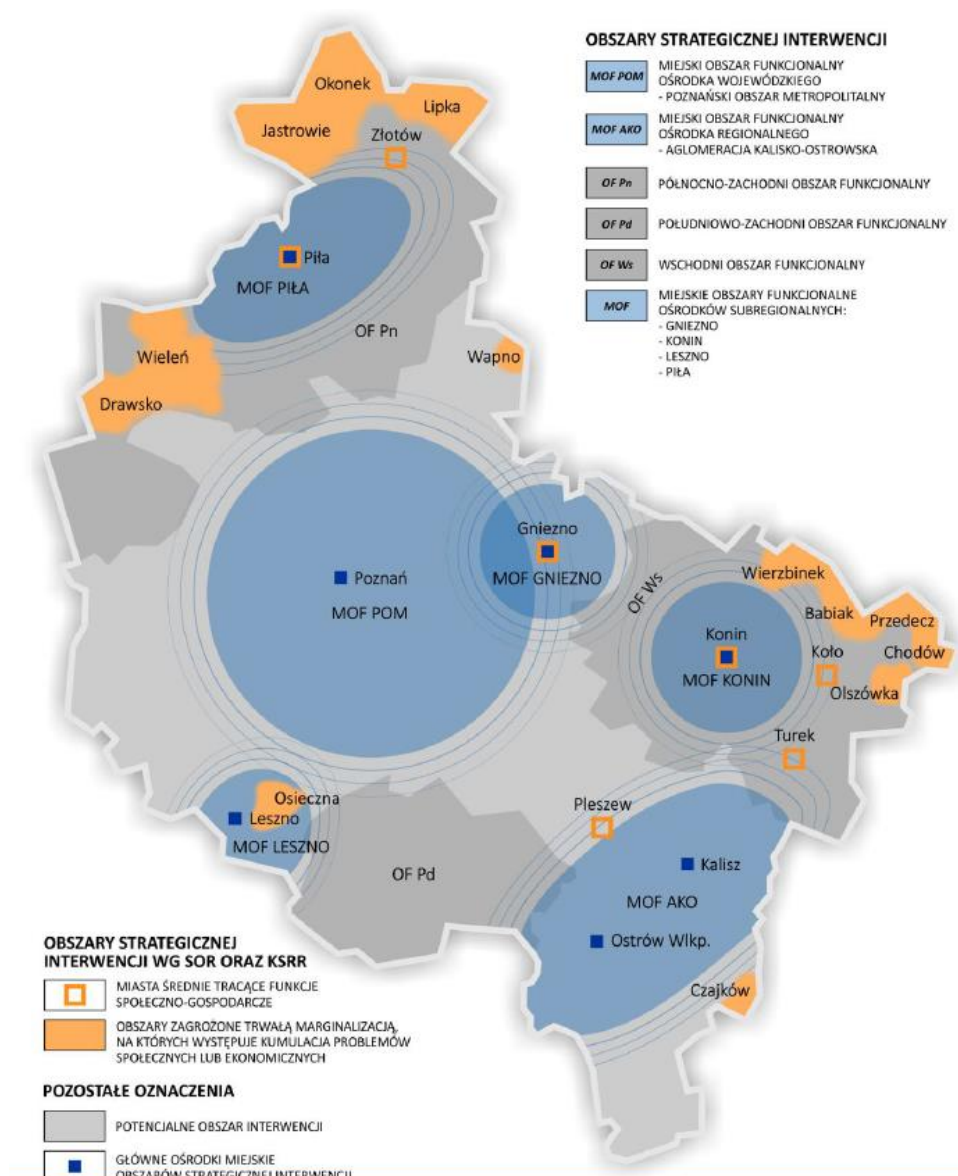 OBSZARY STRATEGICZNEJ INTERWENCJI
MOF POM
MIEJSKI OBSZAR FUNKCJONALNY
OŚRODKA WOJEWÓDZKIEGO
- POZNAŃSKI OBSZAR METROPOLITALNY
MOF AKO
MIEJSKI OBSZAR FUNKCJONALNY
OŚRODKA REGIONALNEGO
- AGLOMERACJA KALISKO-OSTROWSKA
OF Pn
PÓŁNOCNO-ZACHODNI OBSZAR FUNKCJONALNY
OF Pd
POŁUDNIOWO-ZACHODNI OBSZAR FUNKCJONALNY
OF Ws
WSCHODNI OBSZAR FUNKCJONALNY
MOF
MIEJSKIE OBSZARY FUNKCJONALNE
OŚRODKÓW SUBREGIONALNYCH:
- GNIEZNO
- KONIN
- LESZNO
- PIŁA
Okonek
Lipka
Jastrowie
Złotów
Piła
MOF PIŁA
OF Pn
Wieleń
Wapno
Drawsko
Gniezno
MOF GNIEZNO
Poznań
MOF POM
OF Ws
Wierzbinek
Babiak
Przedecz
Konin
Koło
Chodów
MOF KONIN
Olszówka
Turek
Osieczna
Leszno
MOF LESZNO
Pleszew
OF Pd
Kalisz
MOF AKO
Ostrów Wlkp.
Czajków
OBSZARY STRATEGICZNEJ
INTERWENCJI WG SOR ORAZ KSRR
MIASTA ŚREDNIE TRACĄCE FUNKCJE
SPOŁECZNO-GOSPODARCZE
OBSZARY ZAGROŻONE TRWAŁĄ MARGINALIZACJĄ,
NA KTÓRYCH WYSTĘPUJE KUMULACJA PROBLEMÓW
SPOŁECZNYCH LUB EKONOMICZNYCH
POZOSTAŁE OZNACZENIA
POTENCJALNE OBSZAR INTERWENCJI
GŁÓWNE OŚRODKI MIEJSKIE
OBSZARÓW STRATEGICZNEJ INTERWENCJI